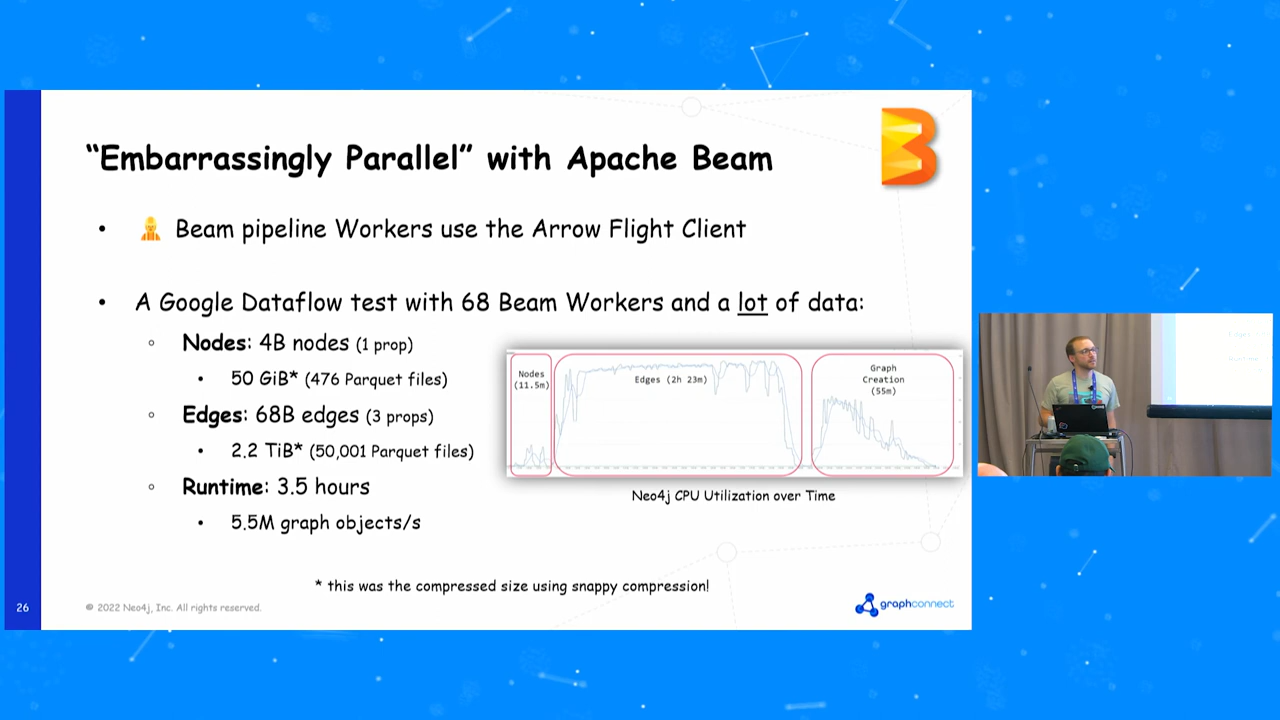 “Embarrassingly Parallel” with Apache Beam
• Beam pipeline Workers use the Arrow Flight Client
• A Google Dataflow test with 68 Beam Workers and a lot of data:
◦ Nodes: 4B nodes (1 prop)
• 50 GiB* (476 Parquet files)
◦ Edges: 68B edges (3 props)
• 2.2 TiB* (50,001 Parquet files)
◦ Runtime: 3.5 hours
• 5.5M graph objects/s
Nodes
(11.5m)
Edges (2h 23m)
Graph
Creation
(55m)
Neo4j CPU Utilization over Time
* this was the compressed size using snappy compression!
26
© 2022 Neo4j, Inc. All rights reserved.
graphconnect